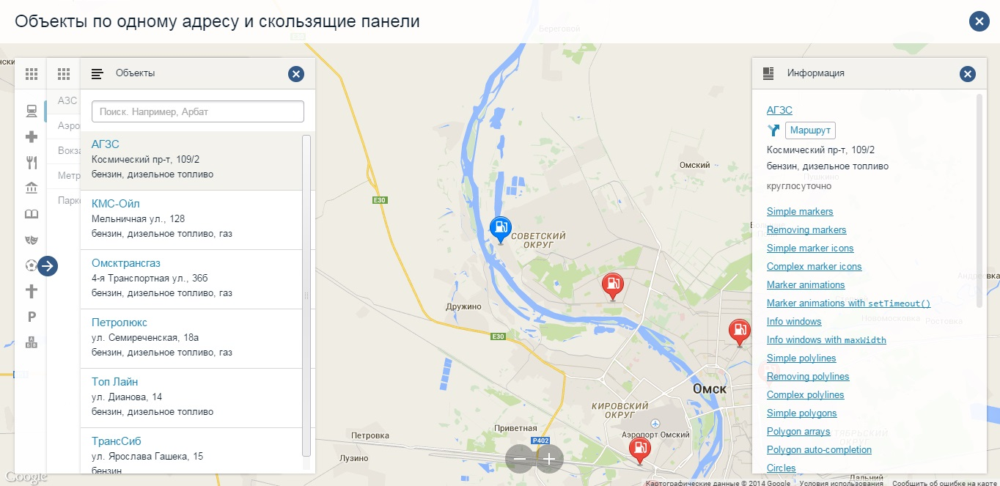 Объекты по одному адресу и скользящие панели
Береговой
E30
Объекты
АЗС
Аэро
Вокза
Метр
Парко
Поиск. Например, Арбат
АГЗС
Космический пр-т, 109/2
бензин, дизельное топливо
КМС-Ойл
Мельничная ул., 128
бензин, дизельное топливо, газ
Омсктрансгаз
4-я Транспортная ул., 36б
бензин, дизельное топливо, газ
Петролюкс
ул. Семиреченская, 18а
бензин, дизельное топливо, газ
Топ Лайн
ул. Дианова, 14
бензин, дизельное топливо
ТрансСиб
ул. Ярослава Гашека, 15
бензин
P
Google
E30
Омский
СОВЕТСКИЙ
ОКРУГ
Дружино
E30
Омск
КИРОВСКИЙ
ОКРУГ
Приветная
Аэропорт Омский
Петровка
P402
Лузино
Информация
АГЗС
Маршрут
Космический пр-т, 109/2
бензин, дизельное топливо
Пушкино
круглосуточно
Simple markers
Removing markers
Simple marker icons
Complex marker icons
Marker animations
Marker animations with setTimeout()
Info windows
Новомосковка
Ростовка
Info windows with maxWidth
Simple polylines
Removing polylines
Complex polylines
Simple polygons
Polygon arrays
Polygon auto-completion
Circles
Дальний
Картографические данные © 2014 Google
Условия использования
Сообщить об ошибке на карте